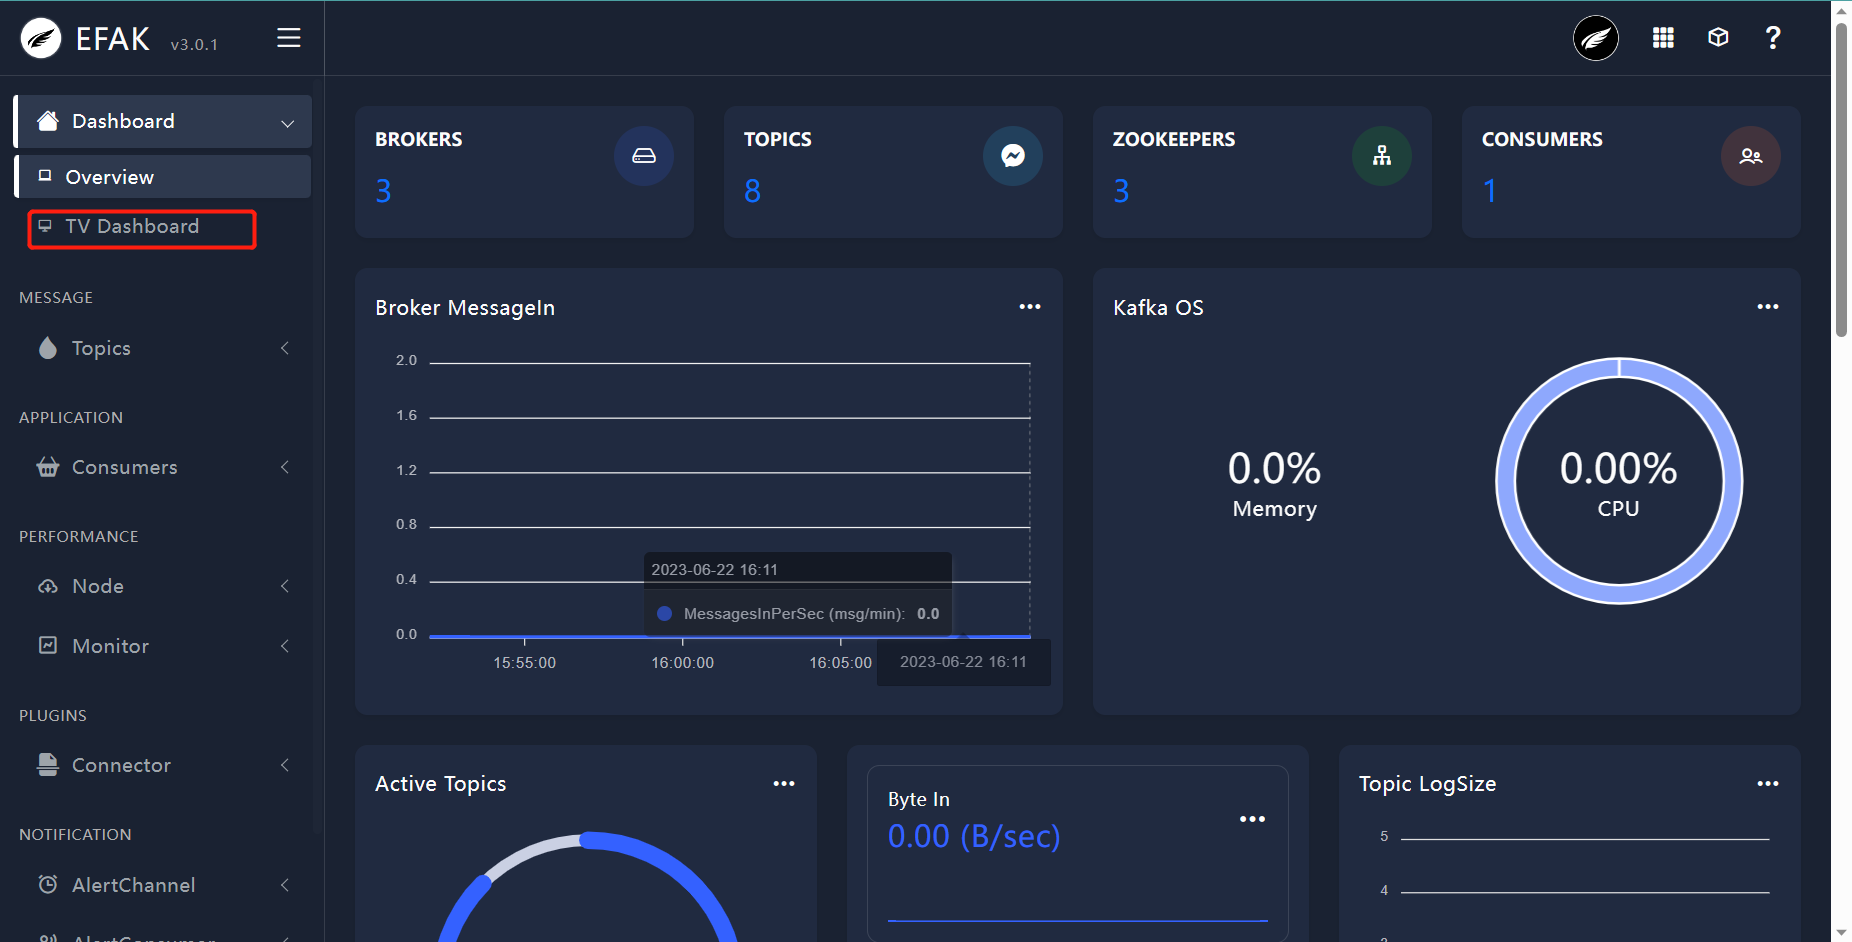 EFAK v3.0.1
Dashboard
Overview
TV Dashboard
MESSAGE
Topics
APPLICATION
Consumers
PERFORMANCE
Node
Monitor
PLUGINS
Connector
NOTIFICATION
AlertChannel
AlertConsumer
?
BROKERS
3
TOPICS
8
ZOOKEEPERS
3
CONSUMERS
1
Broker MessageIn
2.0
1.6
1.2
0.8
0.4
0.0
2023-06-22 16:11
MessagesInPerSec (msg/min): 0.0
15:55:00 16:00:00 16:05:00 2023-06-22 16:11
Kafka OS
0.0%
Memory
0.00%
CPU
Active Topics
Byte In
0.00 (B/sec)
Topic LogSize
5
4